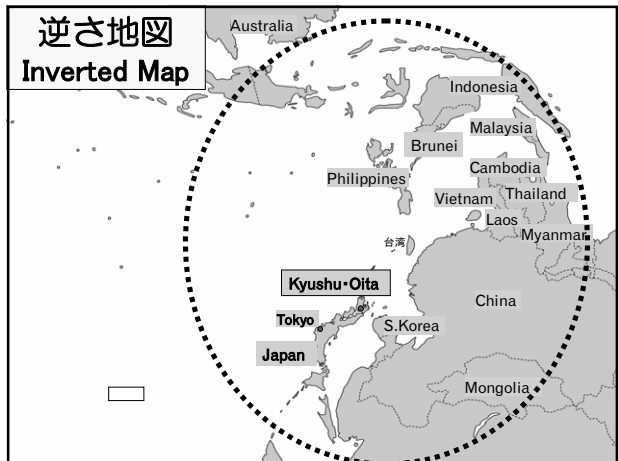 逆さ地図
Inverted Map
Australia
Indonesia
Malaysia
Brunei
Cambodia
Philippines
Thailand
Vietnam
Laos
Myanmar
台湾
Kyushu・Oita
China
Tokyo
S.Korea
Japan
Mongolia